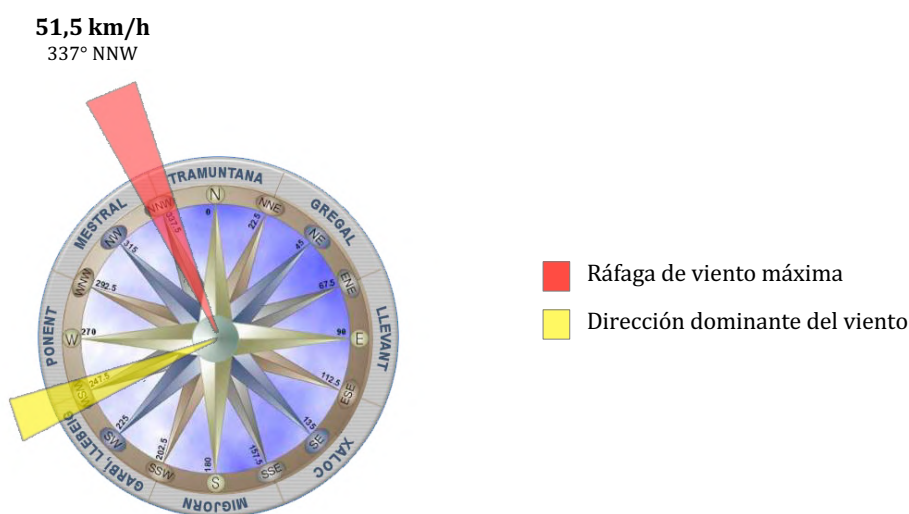 51,5 km/h
337° NNW
TRAMUNTANA
GREGAL
LLEVANT
XALOC
MIGJORN
GARBÍ, LLEBEIG
PONENT
MESTRAL
N
NNE
NE
ENE
E
ESE
SE
SSE
S
SSW
SW
WSW
W
WNW
NW
NNW
0
22.5
45
67.5
90
112.5
135
157.5
180
202.5
225
247.5
270
292.5
315
337.5
Ráfaga de viento máxima
Dirección dominante del viento